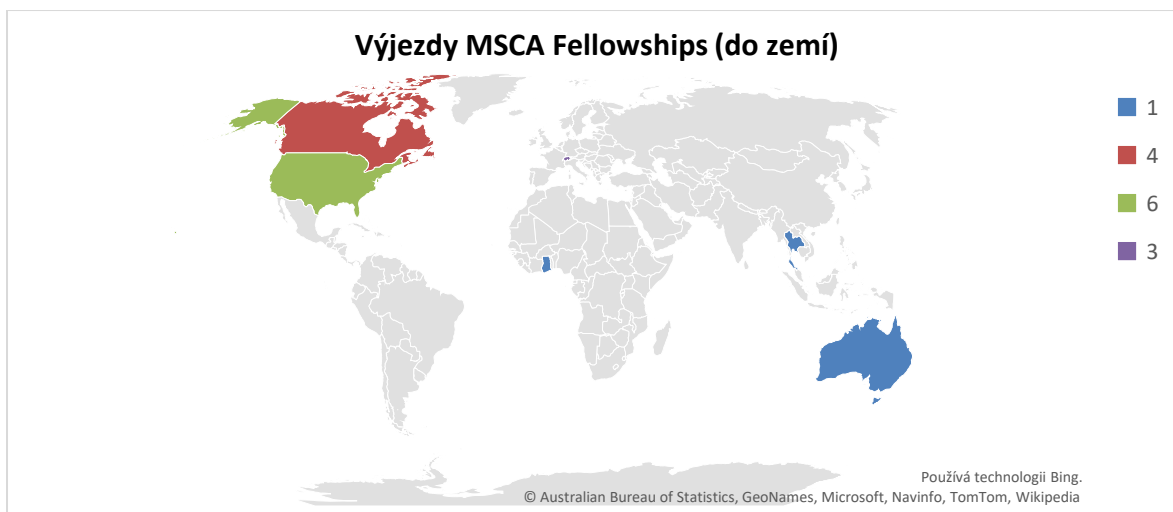 Výjezdy MSCA Fellowships (do zemí)
1
4
6
3
Používá technologii Bing.
© Australian Bureau of Statistics, GeoNames, Microsoft, Navinfo, TomTom, Wikipedia